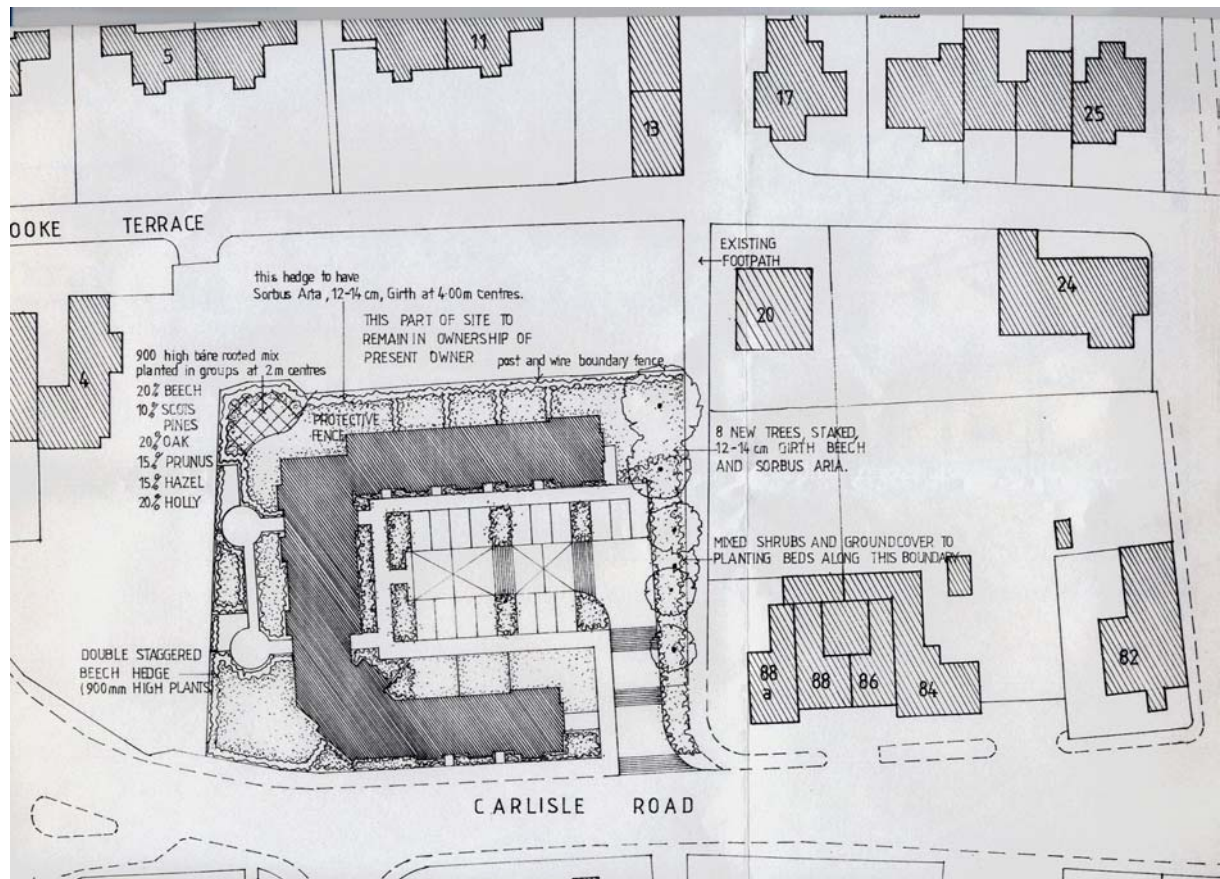 5
11
13
17
25
OOKE TERRACE
EXISTING
FOOTPATH
20
24
this hedge to have
Sorbus Aria, 12-14 cm, Girth at 4·00m Centres.
THIS PART OF SITE TO
REMAIN IN OWNERSHIP OF
PRESENT OWNER
post and wire boundary fence
4
900 high bare rooted mix
planted in groups at 2m centres
20% BEECH
10% SCOTS
PINES
20% OAK
15% PRUNUS
15% HAZEL
20% HOLLY
PROTECTIVE
FENCE
8 NEW TREES, STAKED,
12-14 cm GIRTH BEECH
AND SORBUS ARIA.
MIXED SHRUBS AND GROUNDCOVER TO
PLANTING BEDS ALONG THIS BOUNDARY
DOUBLE STAGGERED
BEECH HEDGE
(900mm HIGH PLANTS
88
a
88
86
84
82
CARLISLE ROAD